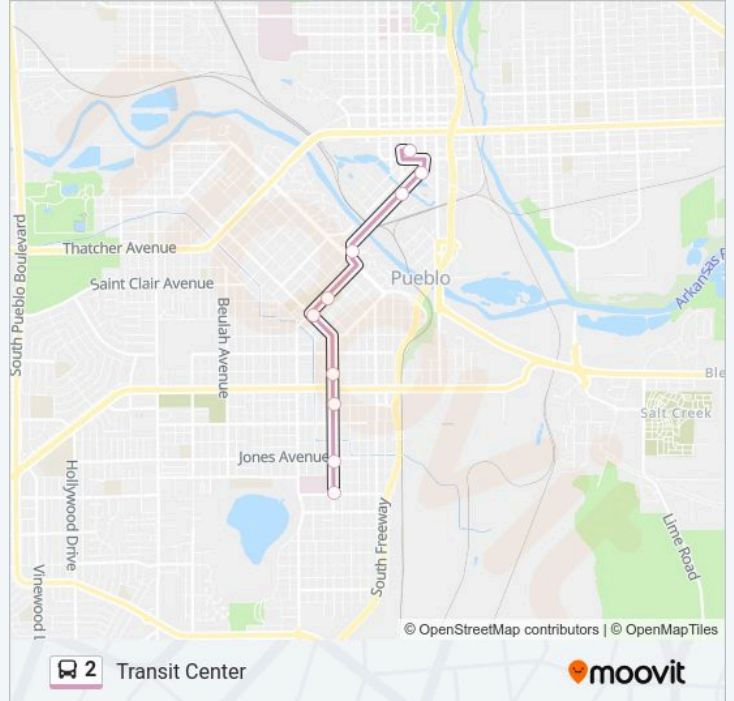 Thatcher Avenue
Saint Clair Avenue
Pueblo
Arkansas
South Pueblo Boulevard
Beulah Avenue
Ble
Salt Creek
Jones Avenue
Hollywood Drive
South Freeway
Lime Road
Vinewood L
© OpenStreetMap contributors | © OpenMapTiles
2 Transit Center
moovit